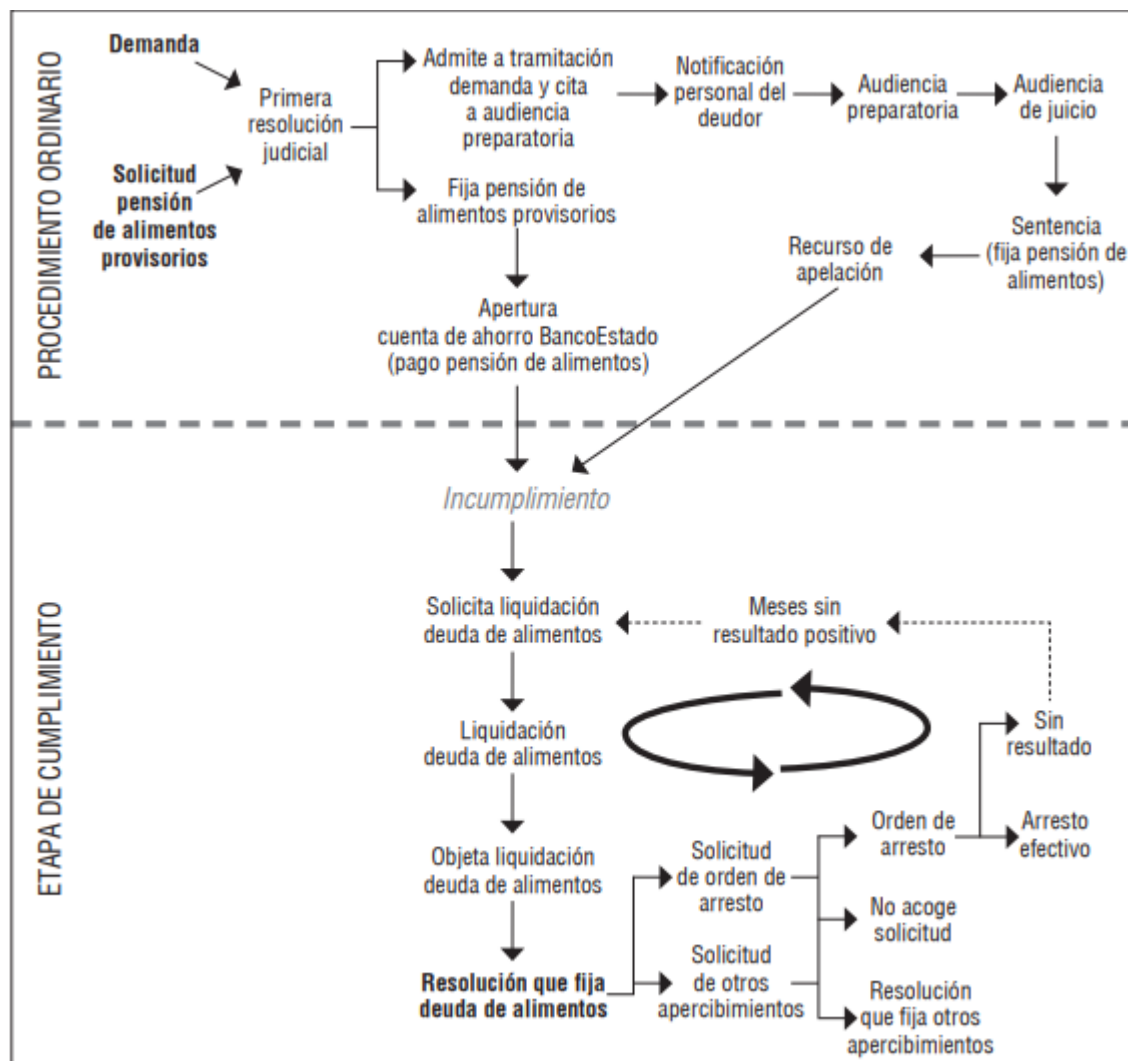 PROCEDIMIENTO ORDINARIO
Demanda
Solicitud
pensión
de alimentos
provisorios
Primera
resolución
judicial
Admite a tramitación
demanda y cita
a audiencia
preparatoria
Notificación
personal del
deudor
Audiencia
preparatoria
Audiencia
de juicio
Fija pensión de
alimentos provisorios
Sentencia
(fija pensión de
alimentos)
Recurso de
apelación
Apertura
cuenta de ahorro BancoEstado
(pago pensión de alimentos)
ETAPA DE CUMPLIMIENTO
Incumplimiento
Solicita liquidación
deuda de alimentos
Meses sin
resultado positivo
Liquidación
deuda de alimentos
Sin
resultado
Objeta liquidación
deuda de alimentos
Solicitud
de orden de
arresto
Orden de
arresto
Arresto
efectivo
No acoge
solicitud
Resolución que fija
deuda de alimentos
Solicitud
de otros
apercibimientos
Resolución
que fija otros
apercibimientos